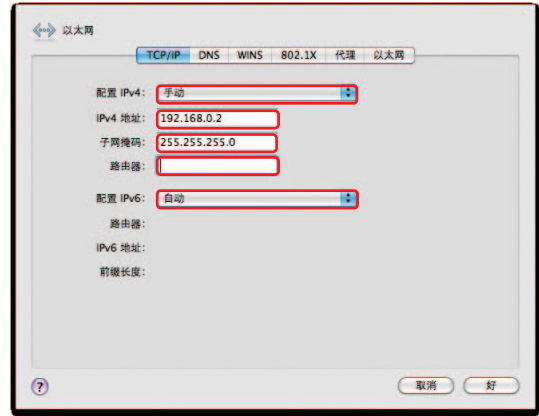 以太网
TCP/IP DNS WINS 802.1X 代理 以太网
配置 IPv4: 手动
IPv4 地址: 192.168.0.2
子网掩码: 255.255.255.0
路由器:
配置 IPv6: 自动
路由器:
IPv6 地址:
前缀长度:
? 取消 好